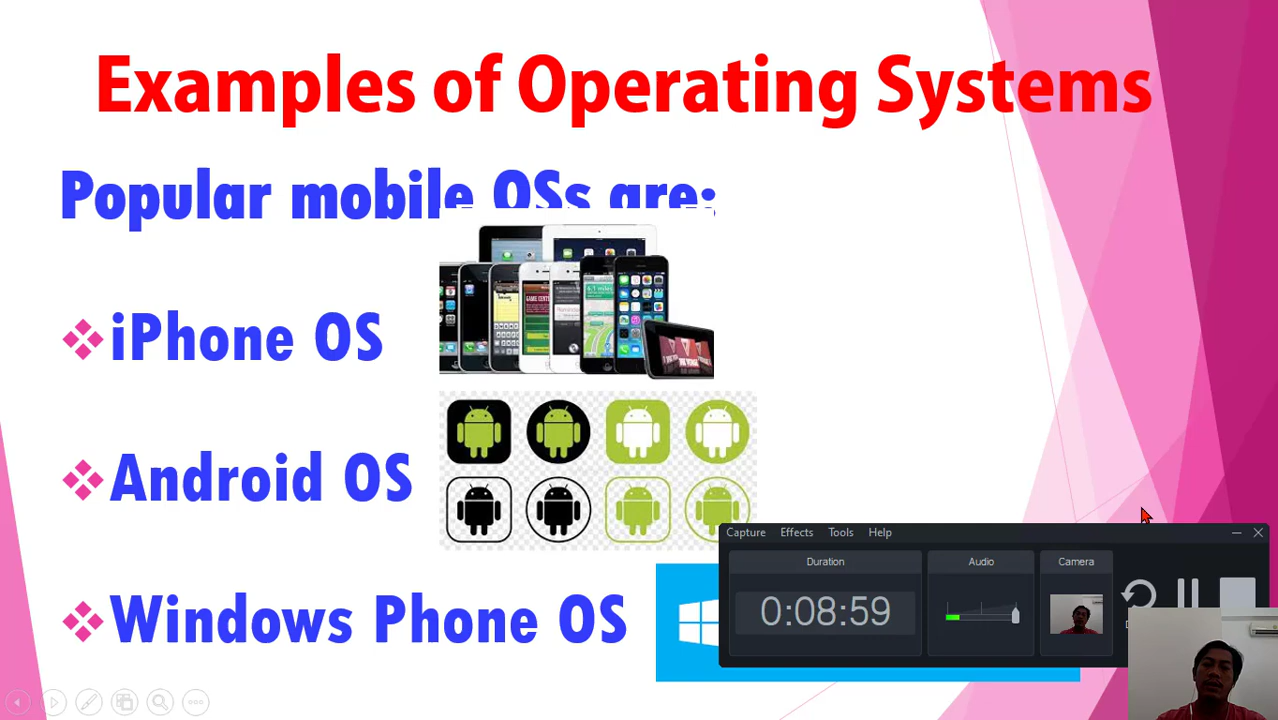 Examples of Operating Systems
Popular mobile OSs are:
❖iPhone OS
❖Android OS
❖Windows Phone OS
Capture Effects Tools Help
Duration Audio Camera
0:08:59